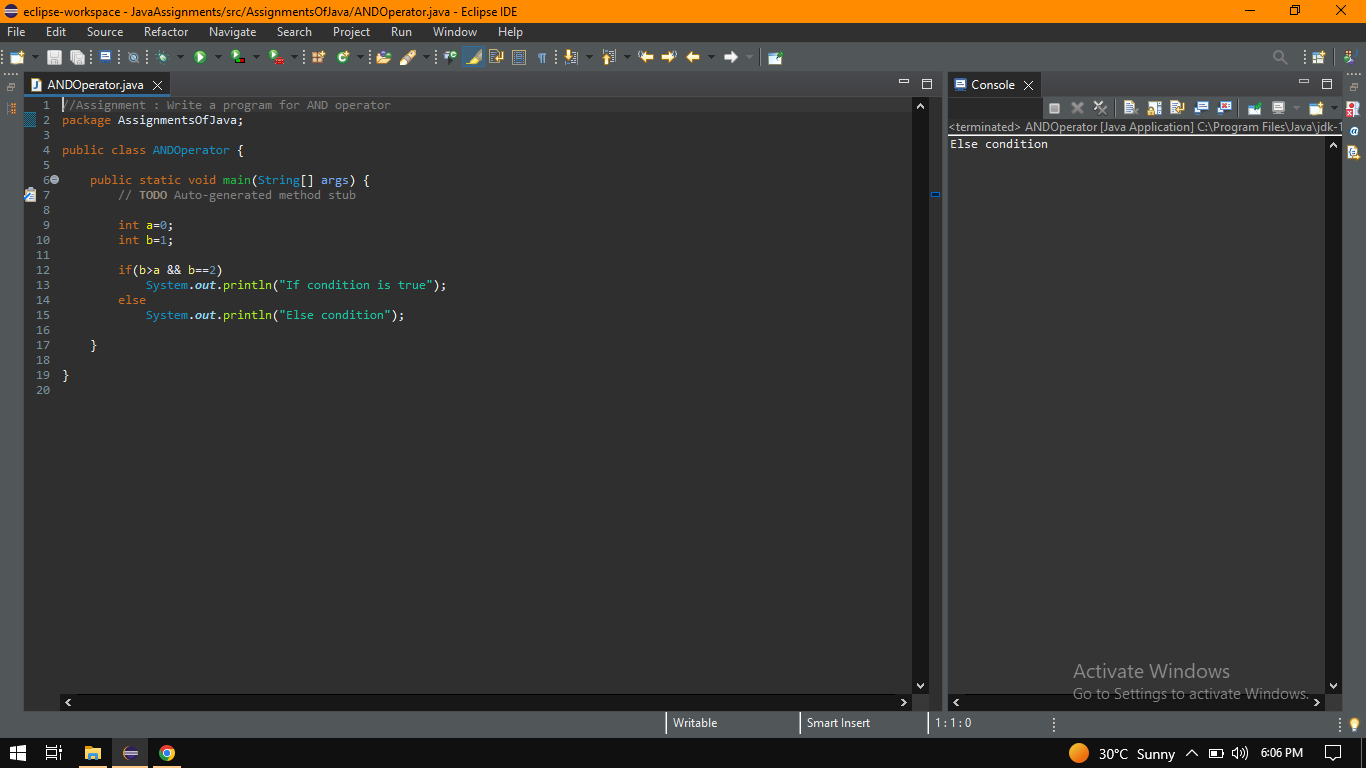 eclipse-workspace - JavaAssignments/src/AssignmentsOfJava/ANDOperator.java - Eclipse IDE
File Edit Source Refactor Navigate Search Project Run Window Help
ANDOperator.java
1 //Assignment : Write a program for AND operator
2 package AssignmentsOfJava;
3
4 public class ANDOperator {
5
6 public static void main(String[] args) {
7 // TODO Auto-generated method stub
8
9 int a=0;
10 int b=1;
11
12 if(b>a && b==2)
13 System.out.println("If condition is true");
14 else
15 System.out.println("Else condition");
16
17 }
18
19 }
20
Console
<terminated> ANDOperator [Java Application] C:\Program Files\Java\jdk-1
Else condition
Activate Windows
Go to Settings to activate Windows.
Writable Smart Insert 1 : 1 : 0
30°C Sunny 6:06 PM